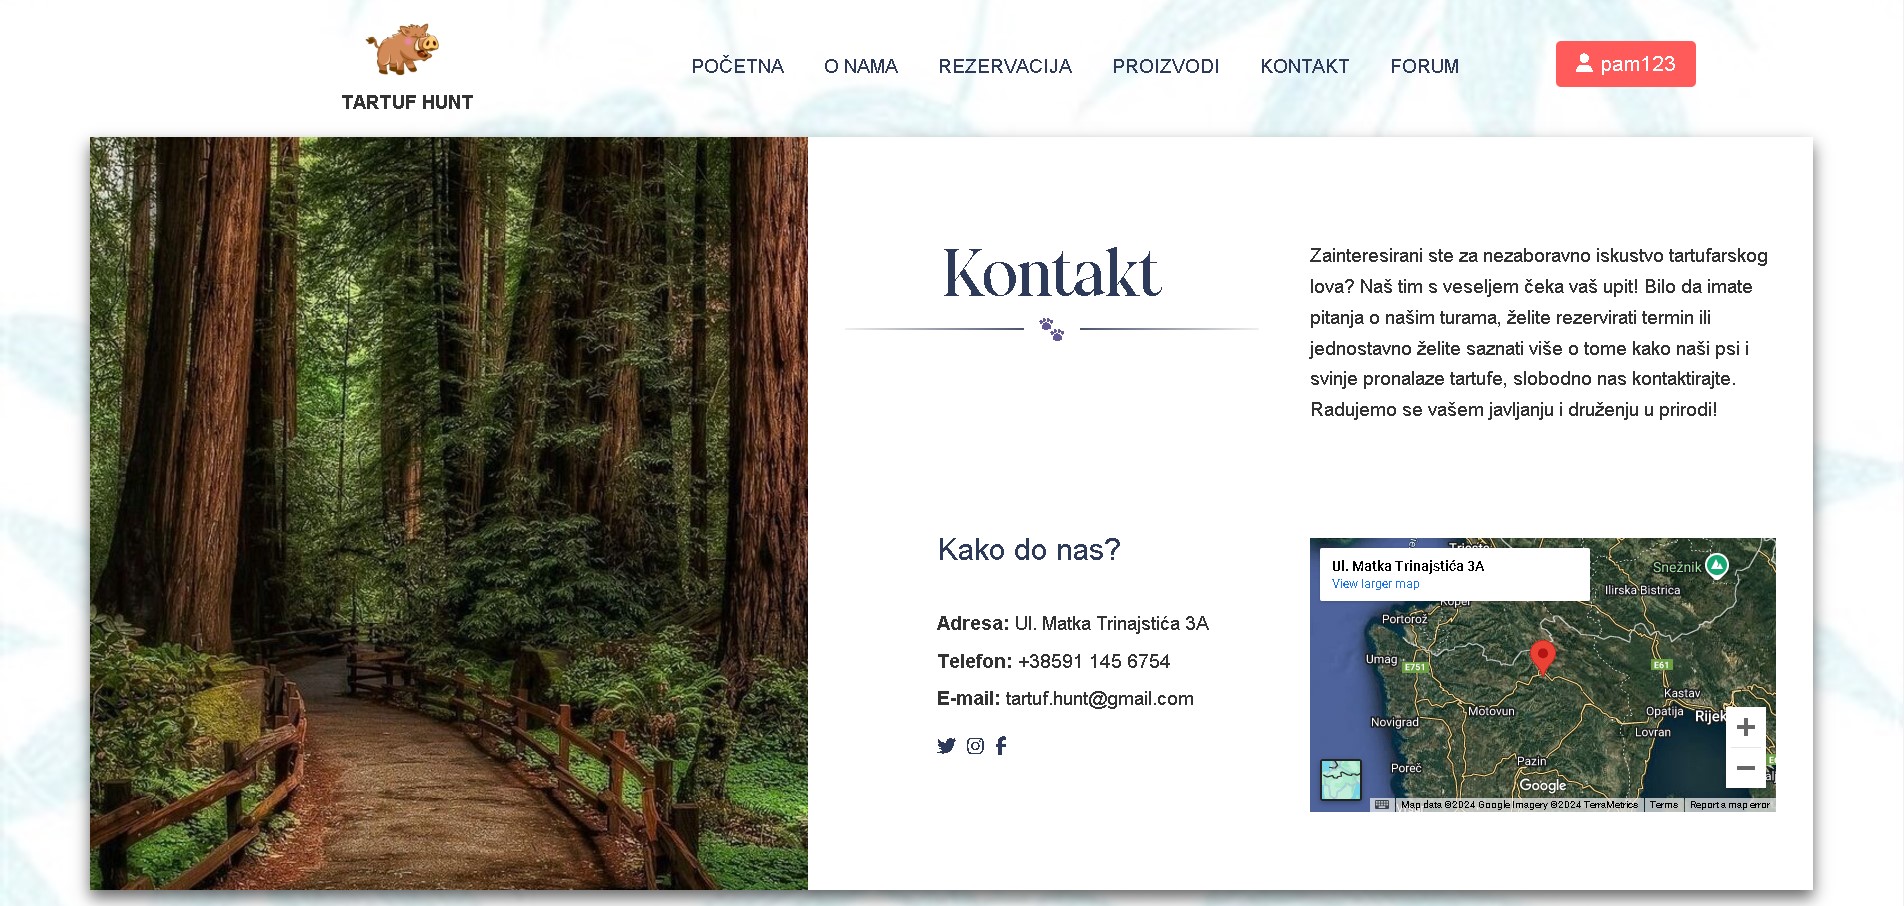 TARTUF HUNT
POČETNA
O NAMA
REZERVACIJA
PROIZVODI
KONTAKT
FORUM
pam123
Kontakt
Zainteresirani ste za nezaboravno iskustvo tartufarskog
lova? Naš tim s veseljem čeka vaš upit! Bilo da imate
pitanja o našim turama, želite rezervirati termin ili
jednostavno želite saznati više o tome kako naši psi i
svinje pronalaze tartufe, slobodno nas kontaktirajte.
Radujemo se vašem javljanju i druženju u prirodi!
Kako do nas?
Adresa: Ul. Matka Trinajstića 3A
Telefon: +38591 145 6754
E-mail: tartuf.hunt@gmail.com
Ul. Matka Trinajstića 3A
View larger map
Snežnik
Ilirska Bistrica
Koper
Portorož
Umag
E751
E61
Kastav
Motovun
Opatija
Novigrad
Lovran
Pazin
Poreč
Google
Map data ©2024 Google Imagery ©2024 TerraMetrics
Terms
Report a map error